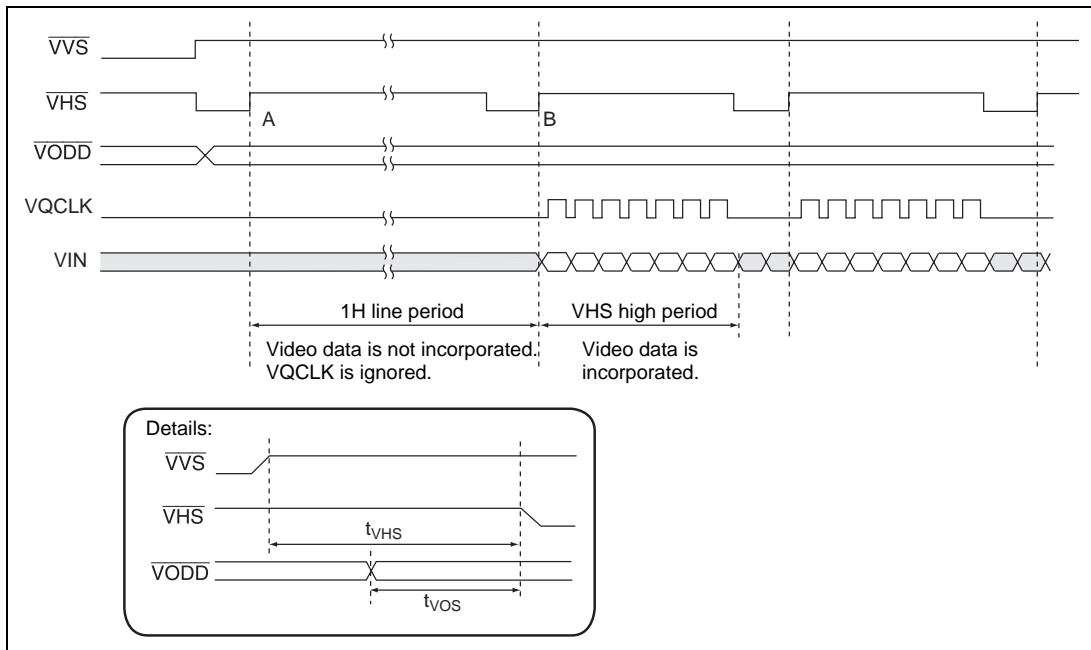 VVS
VHS
A
B
VODD
VQCLK
VIN
1H line period
VHS high period
Video data is not incorporated.
VQCLK is ignored.
Video data is
incorporated.
Details:
VVS
VHS
tVHS
VODD
tVOS